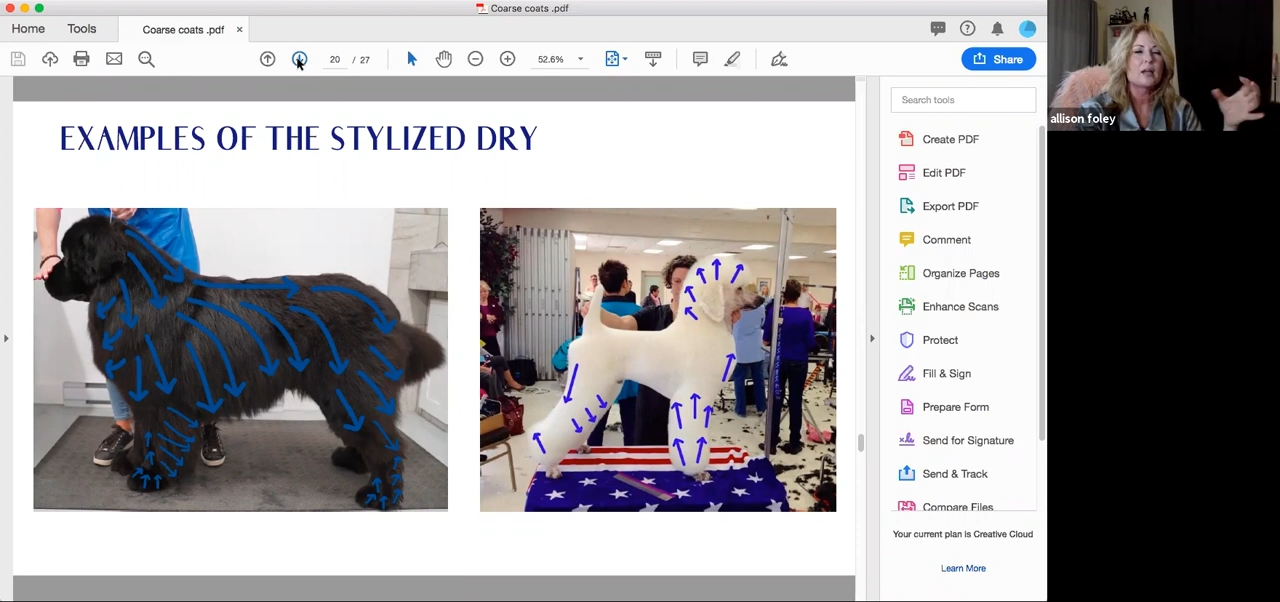 Coarse coats .pdf
Home
Tools
Coarse coats .pdf ×
20 / 27
52.6%
Share
EXAMPLES OF THE STYLIZED DRY
Search tools
Create PDF
Edit PDF
Export PDF
Comment
Organize Pages
Enhance Scans
Protect
Fill & Sign
Prepare Form
Send for Signature
Send & Track
Compare Files
Your current plan is Creative Cloud
Learn More
allison foley